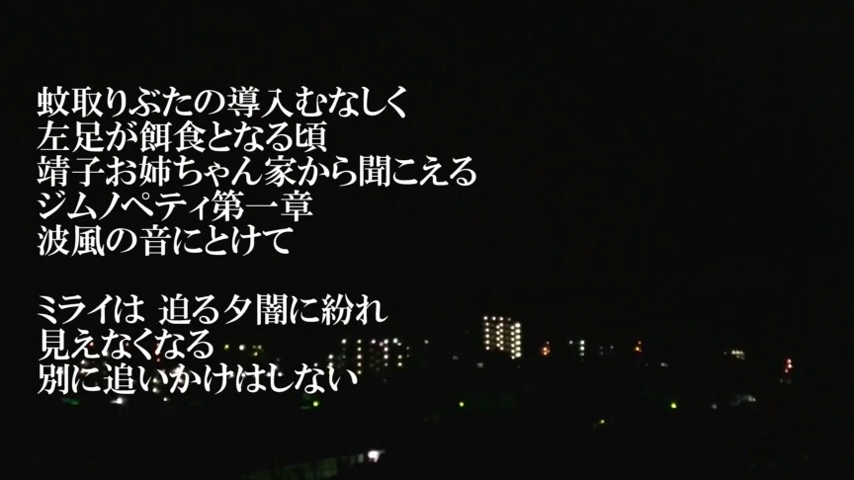 蚊取りぶたの導入むなしく
左足が餌食となる頃
靖子お姉ちゃん家から聞こえる
ジムノペティ第一章
波風の音にとけて
ミライは 迫る夕闇に紛れ
見えなくなる
別に追いかけはしない